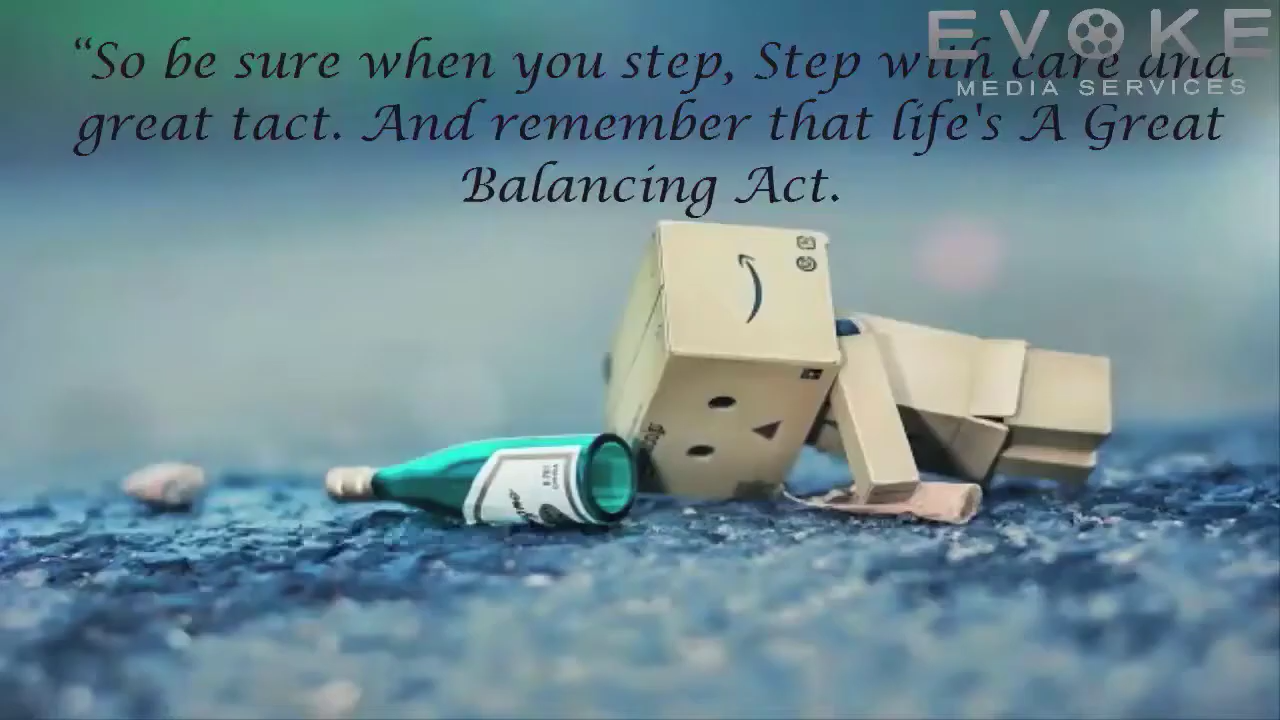 EVOKE
MEDIA SERVICES
“So be sure when you step, Step with care and
great tact. And remember that life's A Great
Balancing Act.